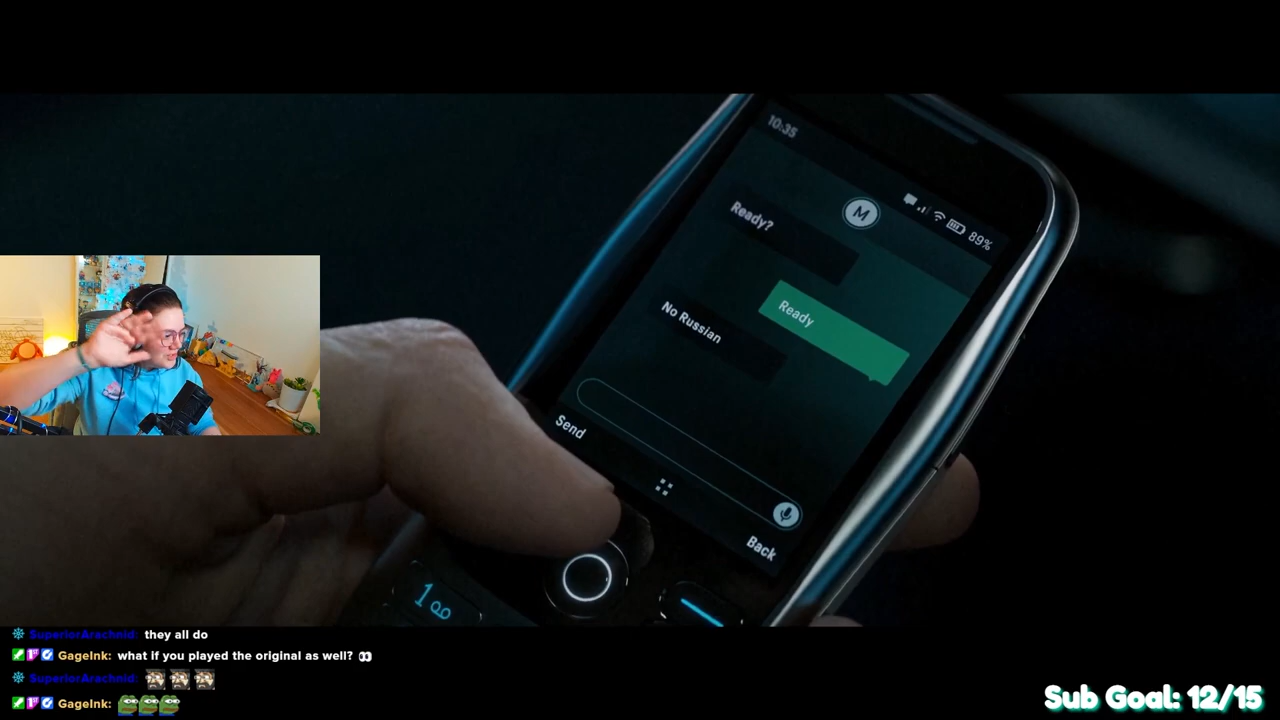 10:35
M
89%
Ready?
Ready
No Russian
Send
Back
1
SuperiorArachnid: they all do
GageInk: what if you played the original as well? 👀
SuperiorArachnid:
GageInk:
Sub Goal: 12/15